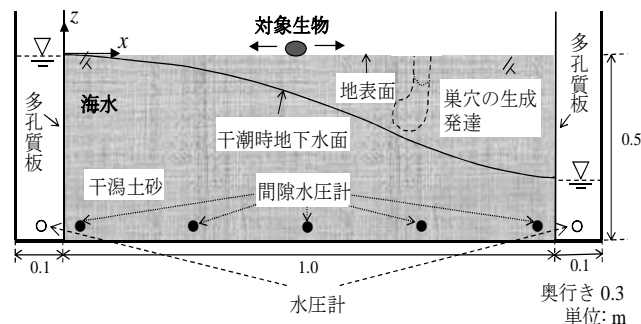 z
対象生物
x
多孔質板
海水
地表面
巣穴の生成
発達
多孔質板
干潮時地下水面
0.5
干潟土砂
間隙水圧計
0.1
1.0
0.1
水圧計
奥行き 0.3
単位: m